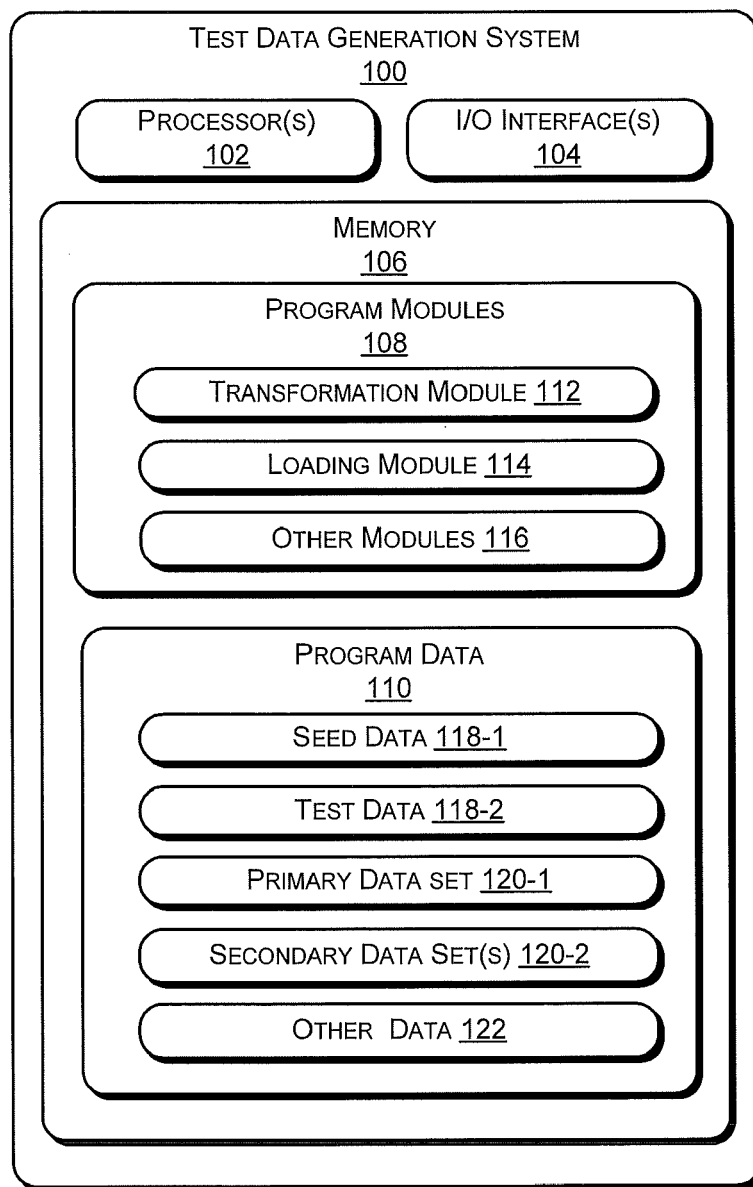 TEST DATA GENERATION SYSTEM
100
PROCESSOR(S)
102
I/O INTERFACE(S)
104
MEMORY
106
PROGRAM MODULES
108
TRANSFORMATION MODULE 112
LOADING MODULE 114
OTHER MODULES 116
PROGRAM DATA
110
SEED DATA 118-1
TEST DATA 118-2
PRIMARY DATA SET 120-1
SECONDARY DATA SET(S) 120-2
OTHER DATA 122